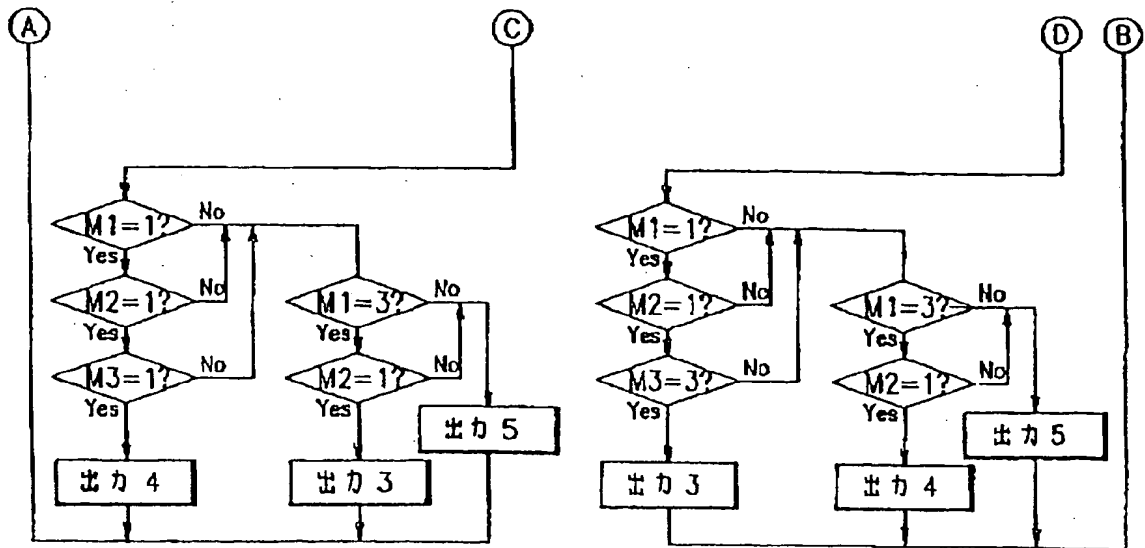 A
C
D
B
M1=1?
No
Yes
M2=1?
No
Yes
M3=1?
No
Yes
出力4
M1=3?
No
Yes
M2=1?
No
Yes
出力3
出力5
M1=1?
No
Yes
M2=1?
No
Yes
M3=3?
No
Yes
出力3
M1=3?
No
Yes
M2=1?
No
Yes
出力4
出力5